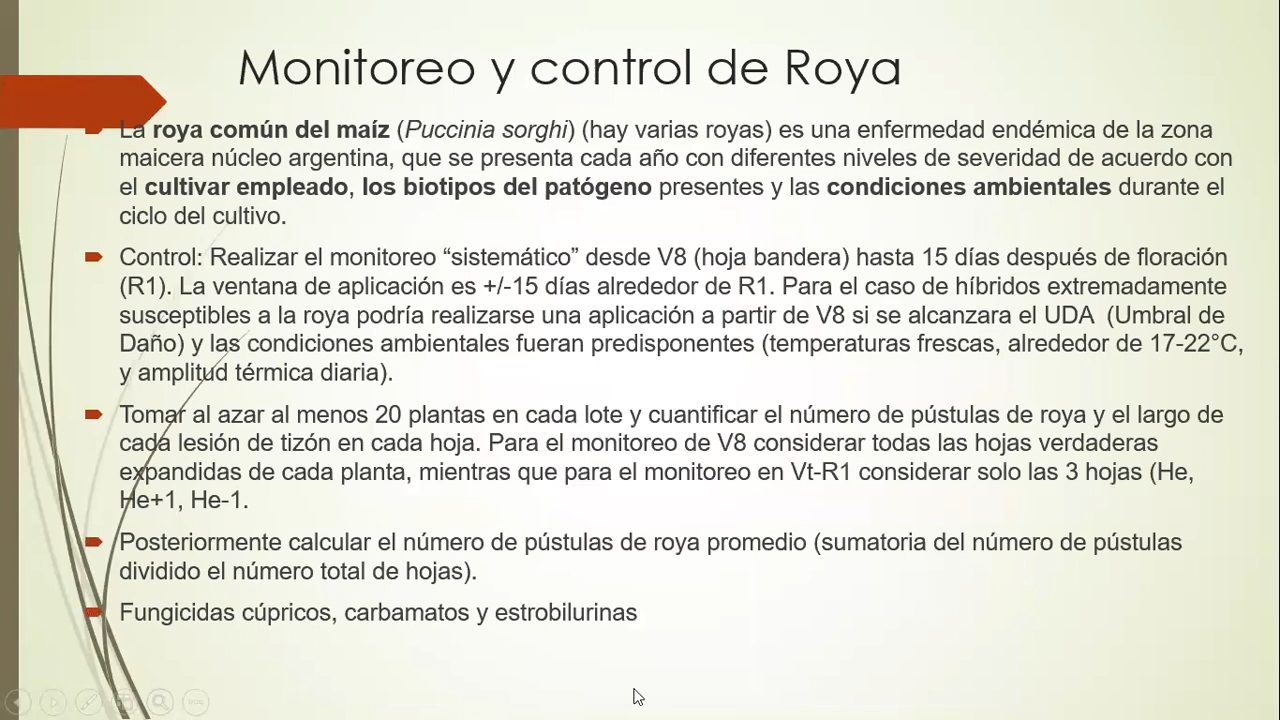 Monitoreo y control de Roya
La roya común del maíz (Puccinia sorghi) (hay varias royas) es una enfermedad endémica de la zona
maicera núcleo argentina, que se presenta cada año con diferentes niveles de severidad de acuerdo con
el cultivar empleado, los biotipos del patógeno presentes y las condiciones ambientales durante el
ciclo del cultivo.
Control: Realizar el monitoreo “sistemático” desde V8 (hoja bandera) hasta 15 días después de floración
(R1). La ventana de aplicación es +/-15 días alrededor de R1. Para el caso de híbridos extremadamente
susceptibles a la roya podría realizarse una aplicación a partir de V8 si se alcanzara el UDA (Umbral de
Daño) y las condiciones ambientales fueran predisponentes (temperaturas frescas, alrededor de 17-22°C,
y amplitud térmica diaria).
Tomar al azar al menos 20 plantas en cada lote y cuantificar el número de pústulas de roya y el largo de
cada lesión de tizón en cada hoja. Para el monitoreo de V8 considerar todas las hojas verdaderas
expandidas de cada planta, mientras que para el monitoreo en Vt-R1 considerar solo las 3 hojas (He,
He+1, He-1.
Posteriormente calcular el número de pústulas de roya promedio (sumatoria del número de pústulas
dividido el número total de hojas).
Fungicidas cúpricos, carbamatos y estrobilurinas